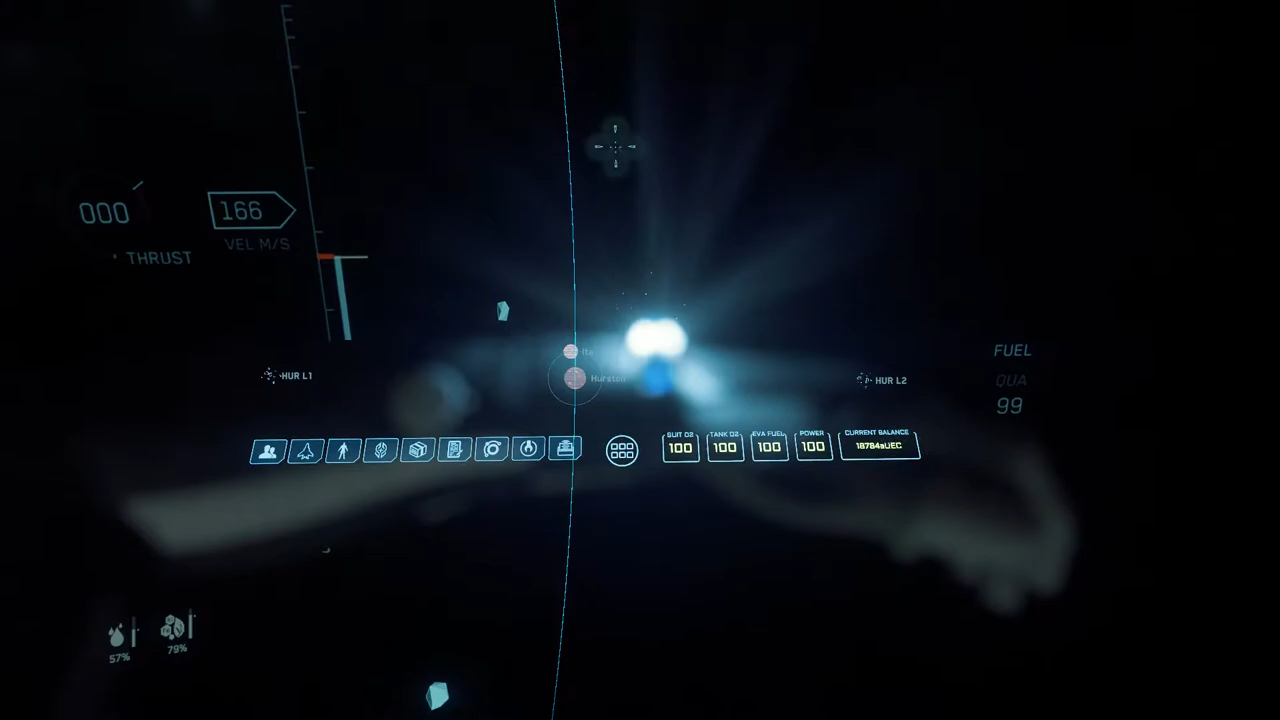 000
166
VEL M/S
THRUST
FUEL
QUA
99
Ita
HUR L1
Hurston
HUR L2
SUIT O2
100
TANK O2
100
EVA FUEL
100
POWER
100
CURRENT BALANCE
18784aUEC
57%
79%